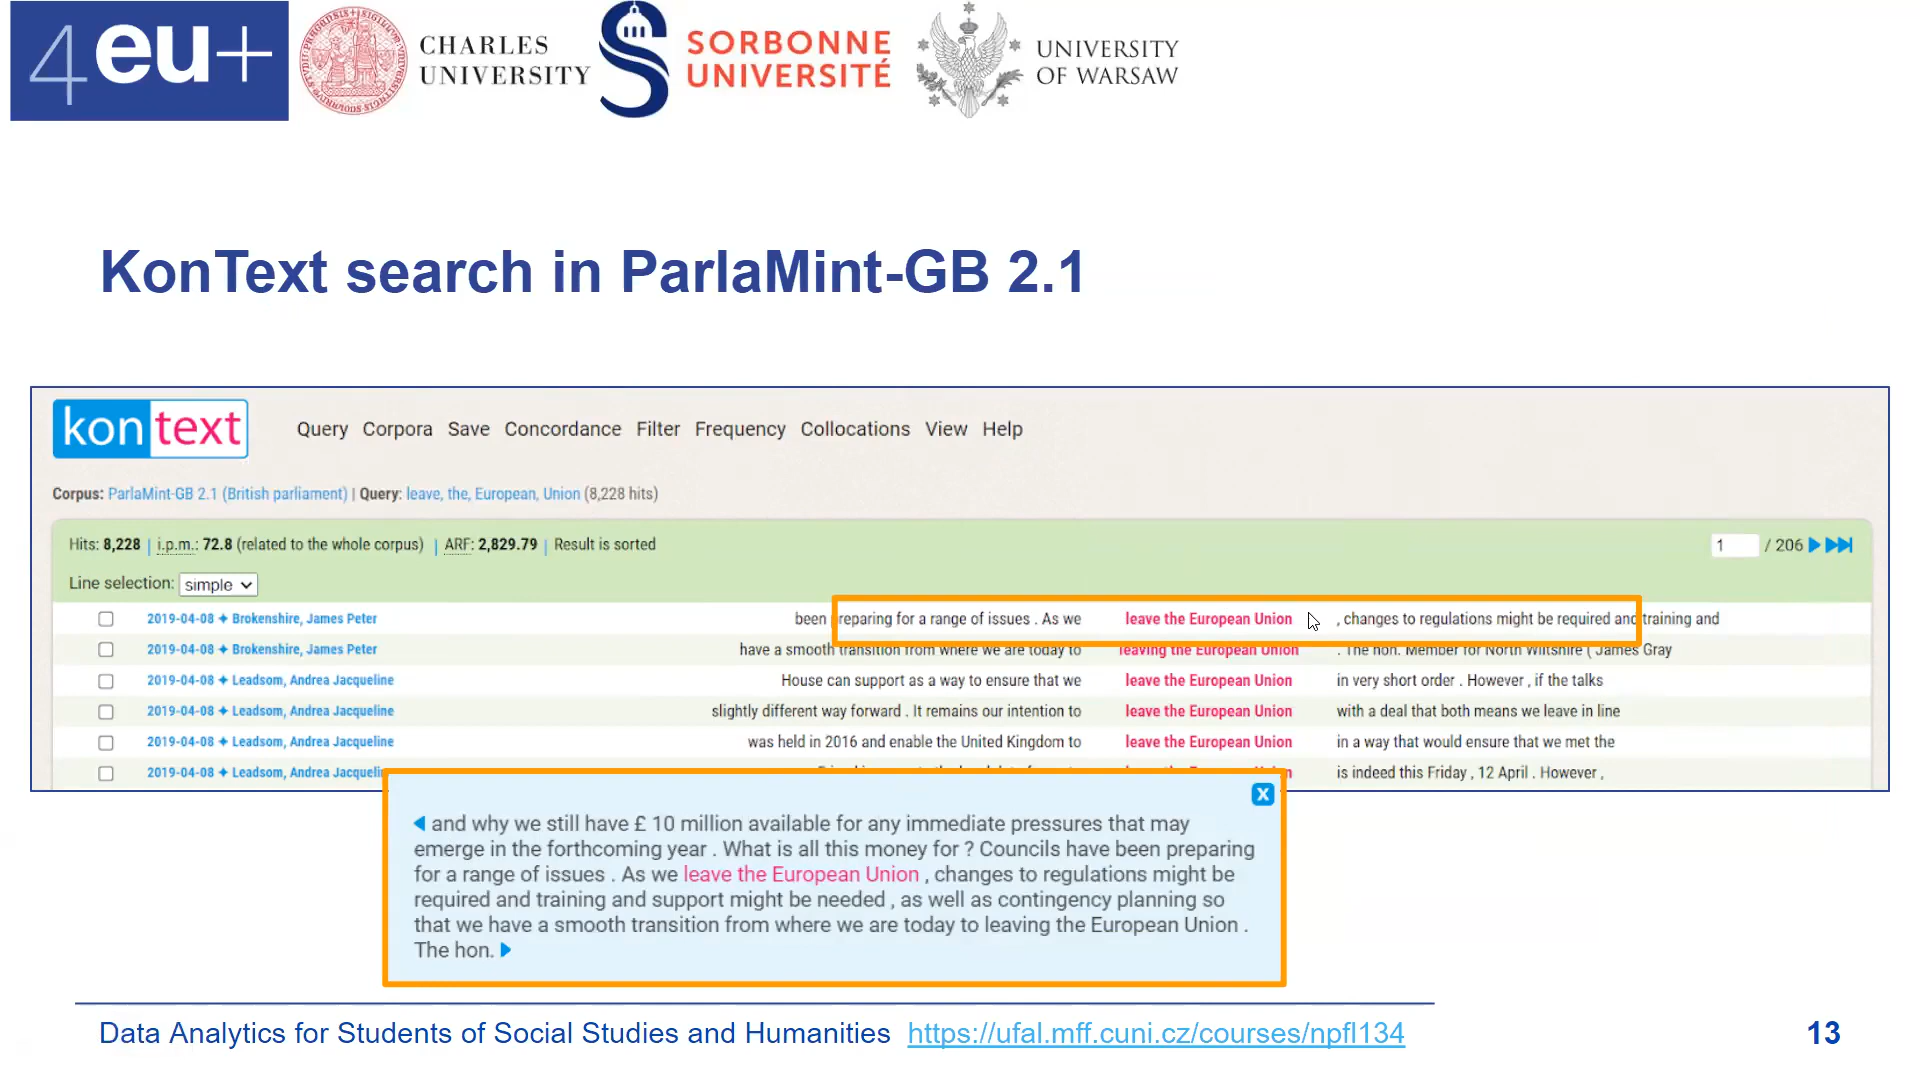 4eu+
CHARLES
UNIVERSITY
SORBONNE
UNIVERSITÉ
UNIVERSITY
OF WARSAW
KonText search in ParlaMint-GB 2.1
kontext
Query Corpora Save Concordance Filter Frequency Collocations View Help
Corpus: ParlaMint-GB 2.1 (British parliament) | Query: leave, the, European, Union (8,228 hits)
Hits: 8,228 | i.p.m.: 72.8 (related to the whole corpus) | ARF: 2,829.79 | Result is sorted
1 / 206
Line selection: simple
2019-04-08 ✦ Brokenshire, James Peter been preparing for a range of issues . As we leave the European Union , changes to regulations might be required and training and
2019-04-08 ✦ Brokenshire, James Peter have a smooth transition from where we are today to leaving the European Union . The hon. Member for North Wiltshire ( James Gray
2019-04-08 ✦ Leadsom, Andrea Jacqueline House can support as a way to ensure that we leave the European Union in very short order . However , if the talks
2019-04-08 ✦ Leadsom, Andrea Jacqueline slightly different way forward . It remains our intention to leave the European Union with a deal that both means we leave in line
2019-04-08 ✦ Leadsom, Andrea Jacqueline was held in 2016 and enable the United Kingdom to leave the European Union in a way that would ensure that we met the
2019-04-08 ✦ Leadsom, Andrea is indeed this Friday , 12 April . However ,
X
and why we still have £ 10 million available for any immediate pressures that may
emerge in the forthcoming year . What is all this money for ? Councils have been preparing
for a range of issues . As we leave the European Union , changes to regulations might be
required and training and support might be needed , as well as contingency planning so
that we have a smooth transition from where we are today to leaving the European Union .
The hon.
Data Analytics for Students of Social Studies and Humanities https://ufal.mff.cuni.cz/courses/npfl134
13